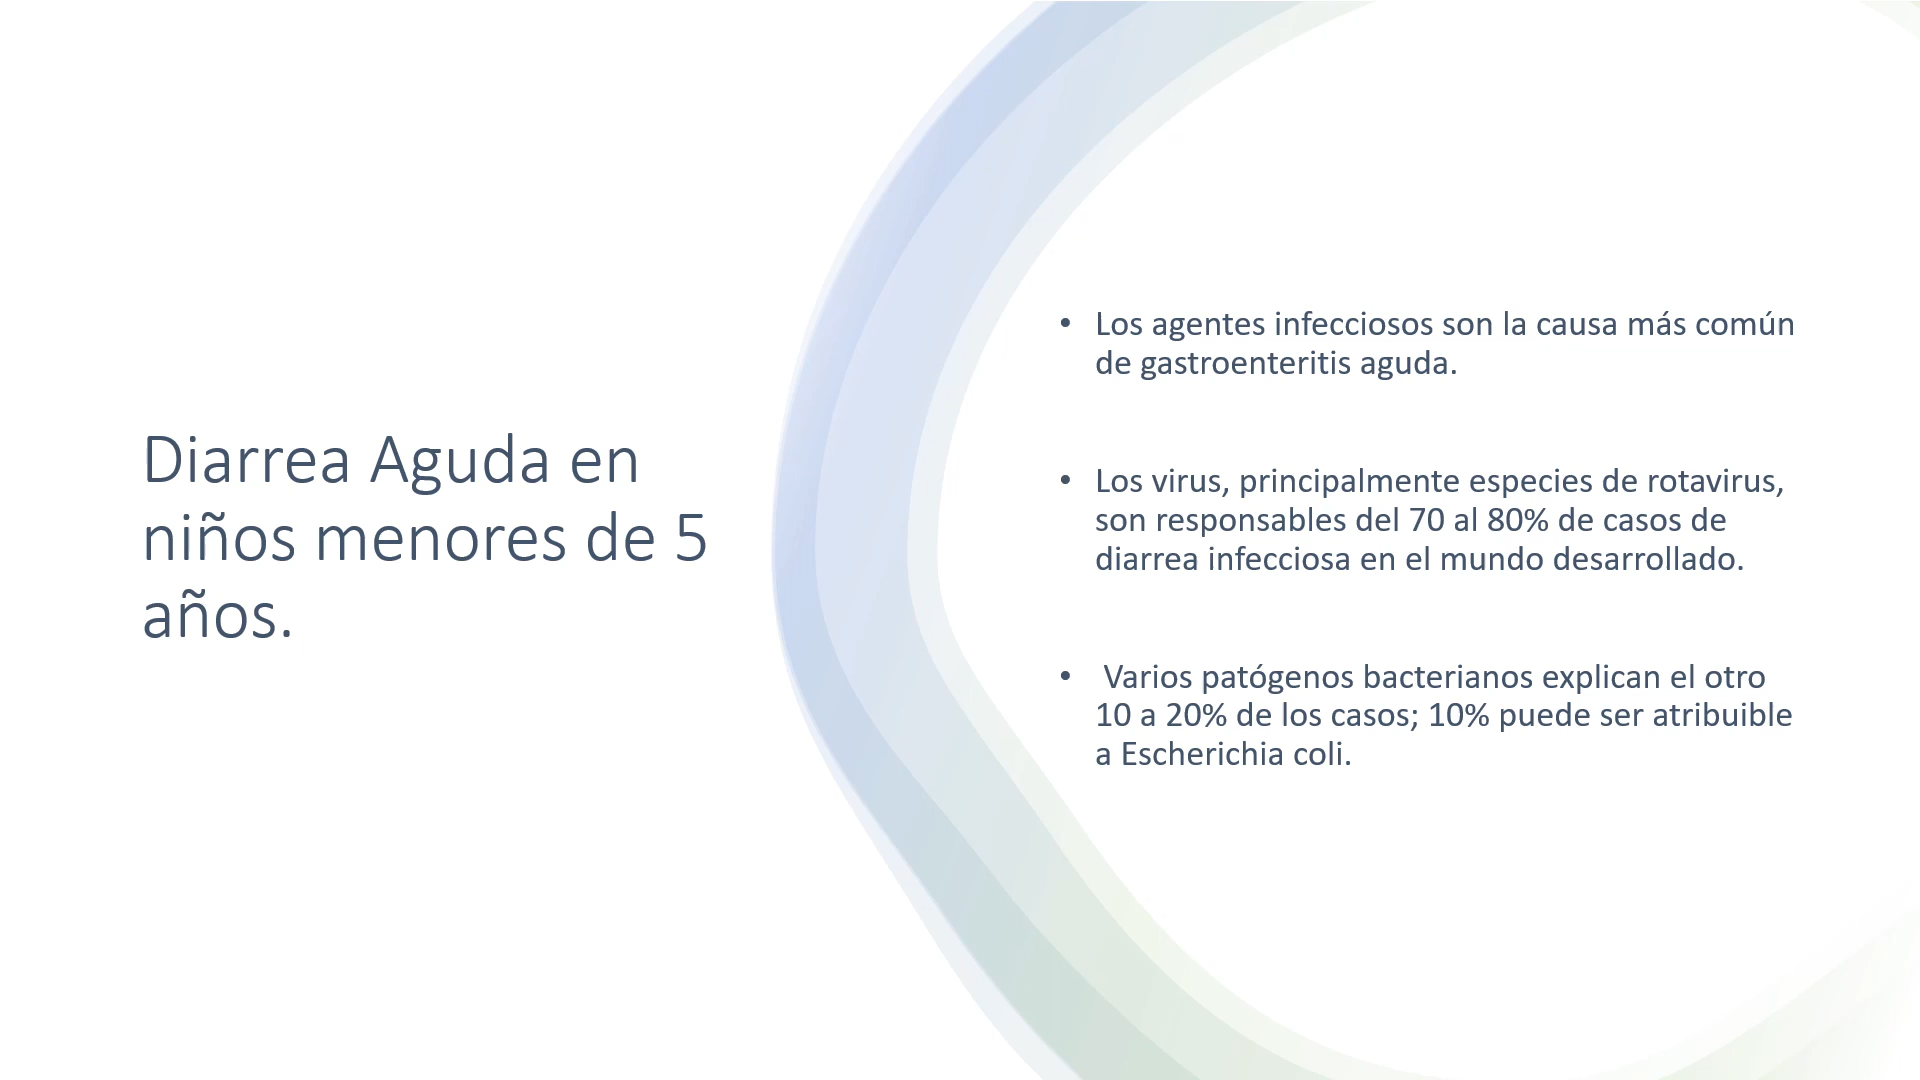 Diarrea Aguda en
niños menores de 5
años.
• Los agentes infecciosos son la causa más común
de gastroenteritis aguda.
• Los virus, principalmente especies de rotavirus,
son responsables del 70 al 80% de casos de
diarrea infecciosa en el mundo desarrollado.
• Varios patógenos bacterianos explican el otro
10 a 20% de los casos; 10% puede ser atribuible
a Escherichia coli.